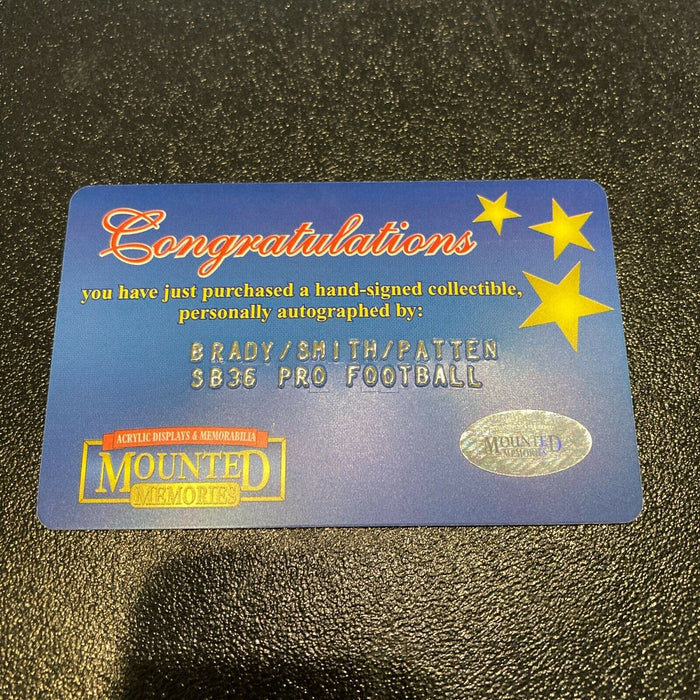 Congratulations
you have just purchased a hand-signed collectible,
personally autographed by:
BRADY/SMITH/PATTEN
SB36 PRO FOOTBALL
ACRYLIC DISPLAYS & MEMORABILIA
MOUNTED
MEMORIES
MOUNTED
MEMORIES